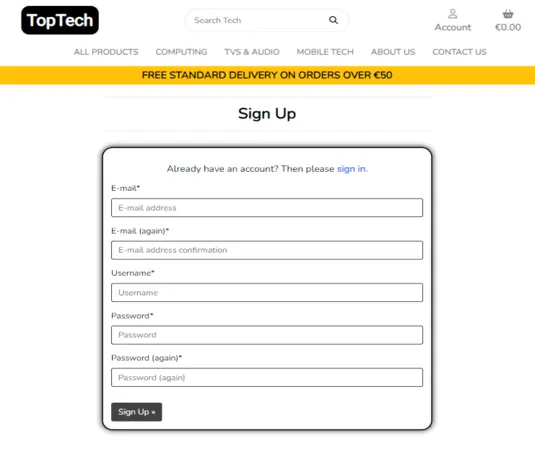 TopTech
Search Tech
Account
€0.00
ALL PRODUCTS COMPUTING TVS & AUDIO MOBILE TECH ABOUT US CONTACT US
FREE STANDARD DELIVERY ON ORDERS OVER €50
Sign Up
Already have an account? Then please sign in.
E-mail*
E-mail address
E-mail (again)*
E-mail address confirmation
Username*
Username
Password*
Password
Password (again)*
Password (again)
Sign Up »